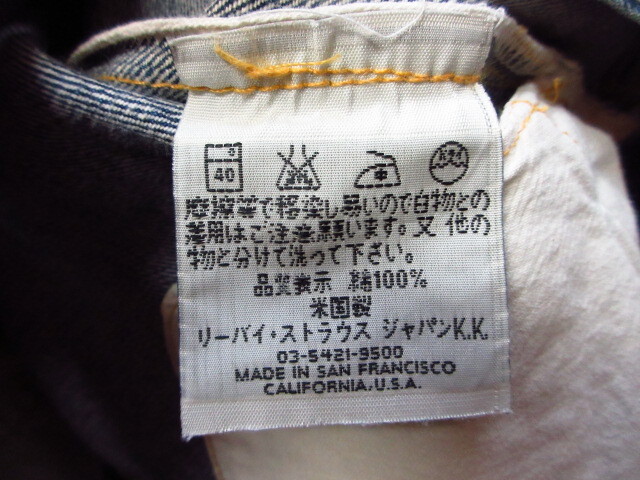 3
40
摩擦等で移染し易いので白物との
着用はご注意願います。又 他の
物と分けて洗って下さい。
品質表示 綿100%
米国製
リーバイ・ストラウス ジャパンK.K.
03-5421-9500
MADE IN SAN FRANCISCO
CALIFORNIA.U.S.A.